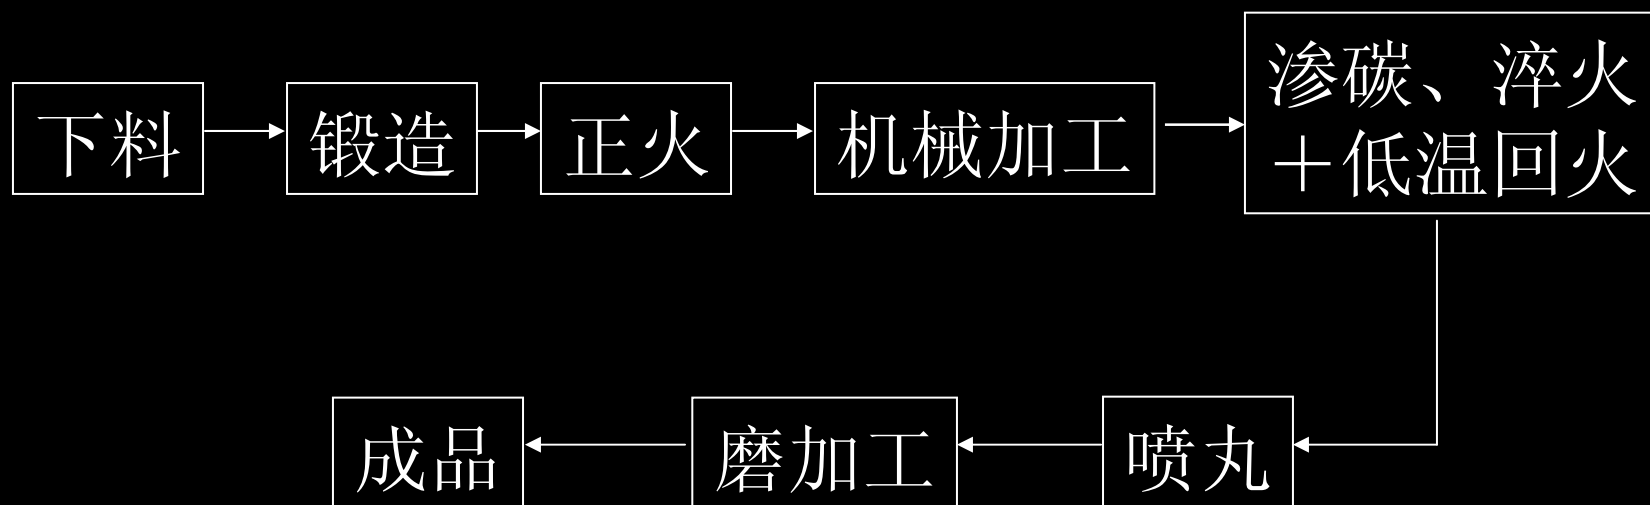 下料
锻造
正火
机械加工
渗碳、淬火
＋低温回火
喷丸
磨加工
成品